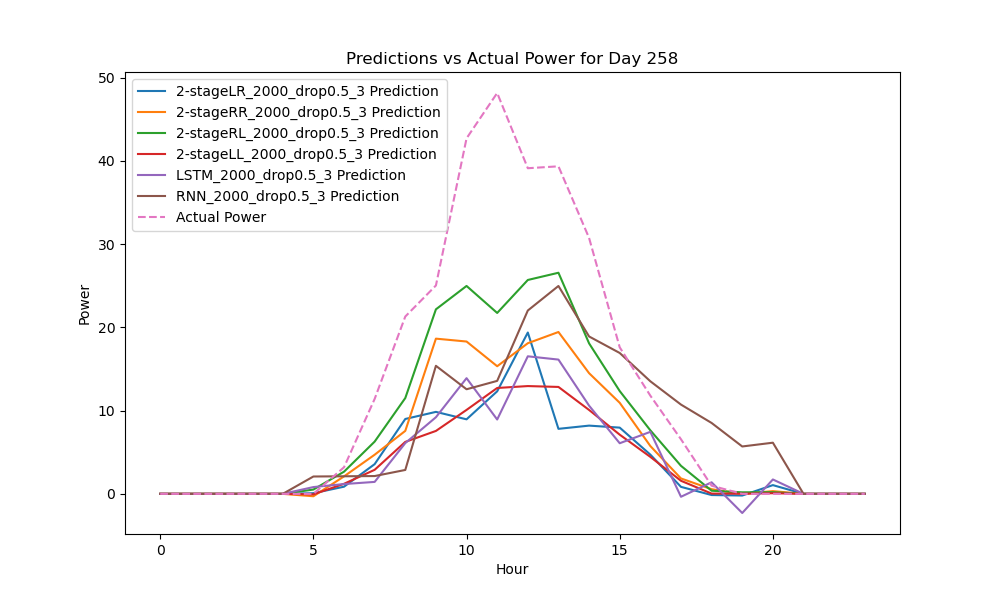 Predictions vs Actual Power for Day 258
50
40
30
20
10
0
Power
2-stageLR_2000_drop0.5_3 Prediction
2-stageRR_2000_drop0.5_3 Prediction
2-stageRL_2000_drop0.5_3 Prediction
2-stageLL_2000_drop0.5_3 Prediction
LSTM_2000_drop0.5_3 Prediction
RNN_2000_drop0.5_3 Prediction
Actual Power
0 5 10 15 20
Hour